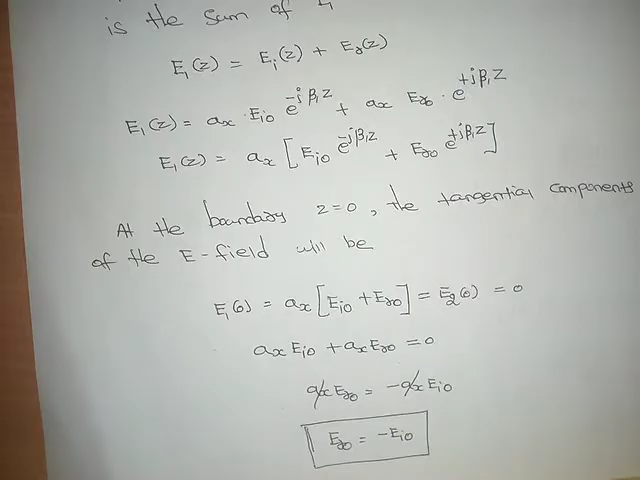 is the sum of
E₁(z) = Eᵢ(z) + Eᵣ(z)
E₁(z) = aₓ · Eᵢ₀ e^(-jβ₁z) + aₓ Eᵣ₀ · e^(+jβ₁z)
E₁(z) = aₓ [Eᵢ₀ e^(-jβ₁z) + Eᵣ₀ e^(+jβ₁z)]
At the boundary z=0, the tangential components
of the E-field will be
E₁(0) = aₓ [Eᵢ₀ + Eᵣ₀] = E₂(0) = 0
aₓ Eᵢ₀ + aₓ Eᵣ₀ = 0
aₓ Eᵣ₀ = -aₓ Eᵢ₀
Eᵣ₀ = -Eᵢ₀